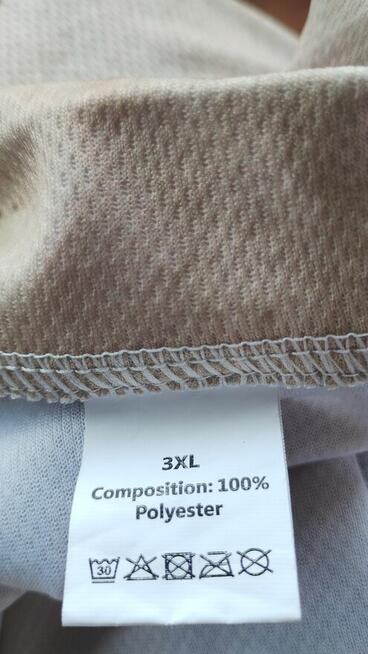 3XL
Composition: 100%
Polyester
30